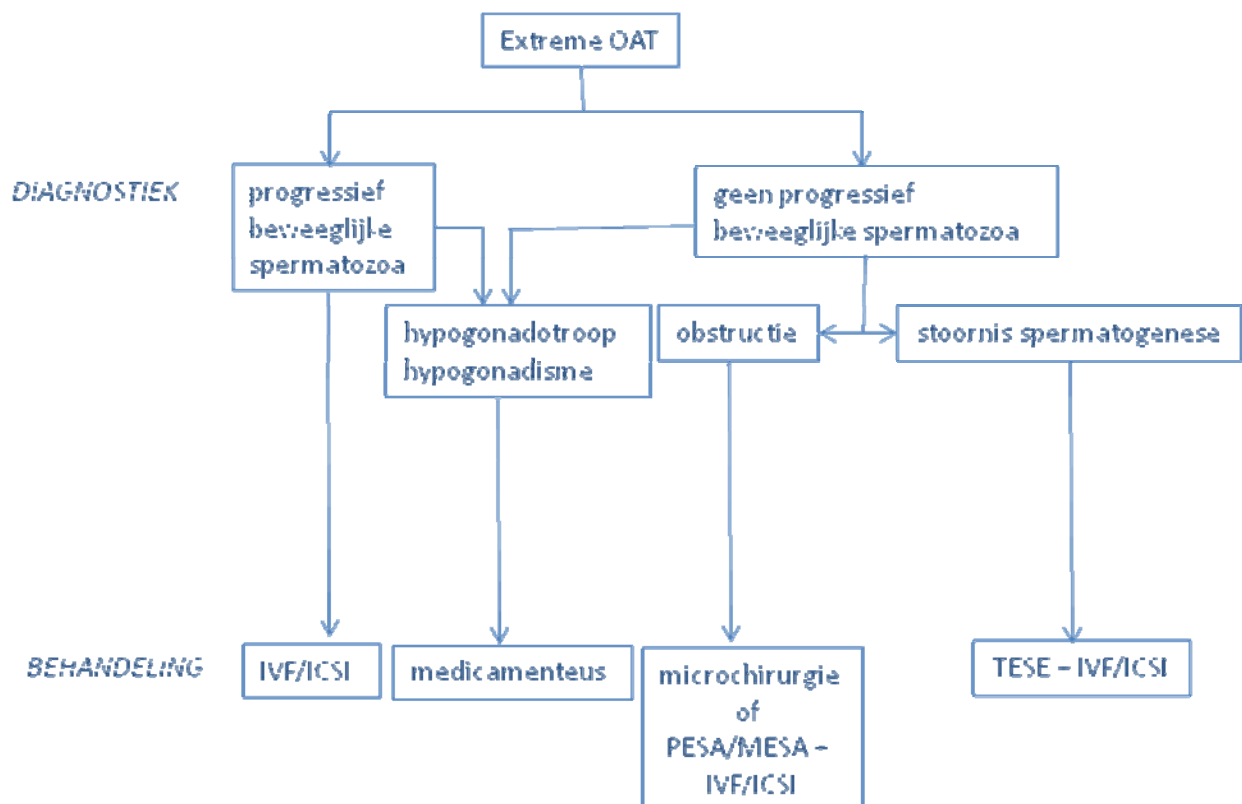 Extreme OAT
DIAGNOSTIEK
progressief
beweeglijke
spermatozoa
geen progressief
beweeglijke spermatozoa
hypogonadotroop
hypogonadisme
obstructie
stoornis spermatogenese
BEHANDELING
IVF/ICSI
medicamenteus
microchirurgie
of
PESA/MESA –
IVF/ICSI
TESE – IVF/ICSI